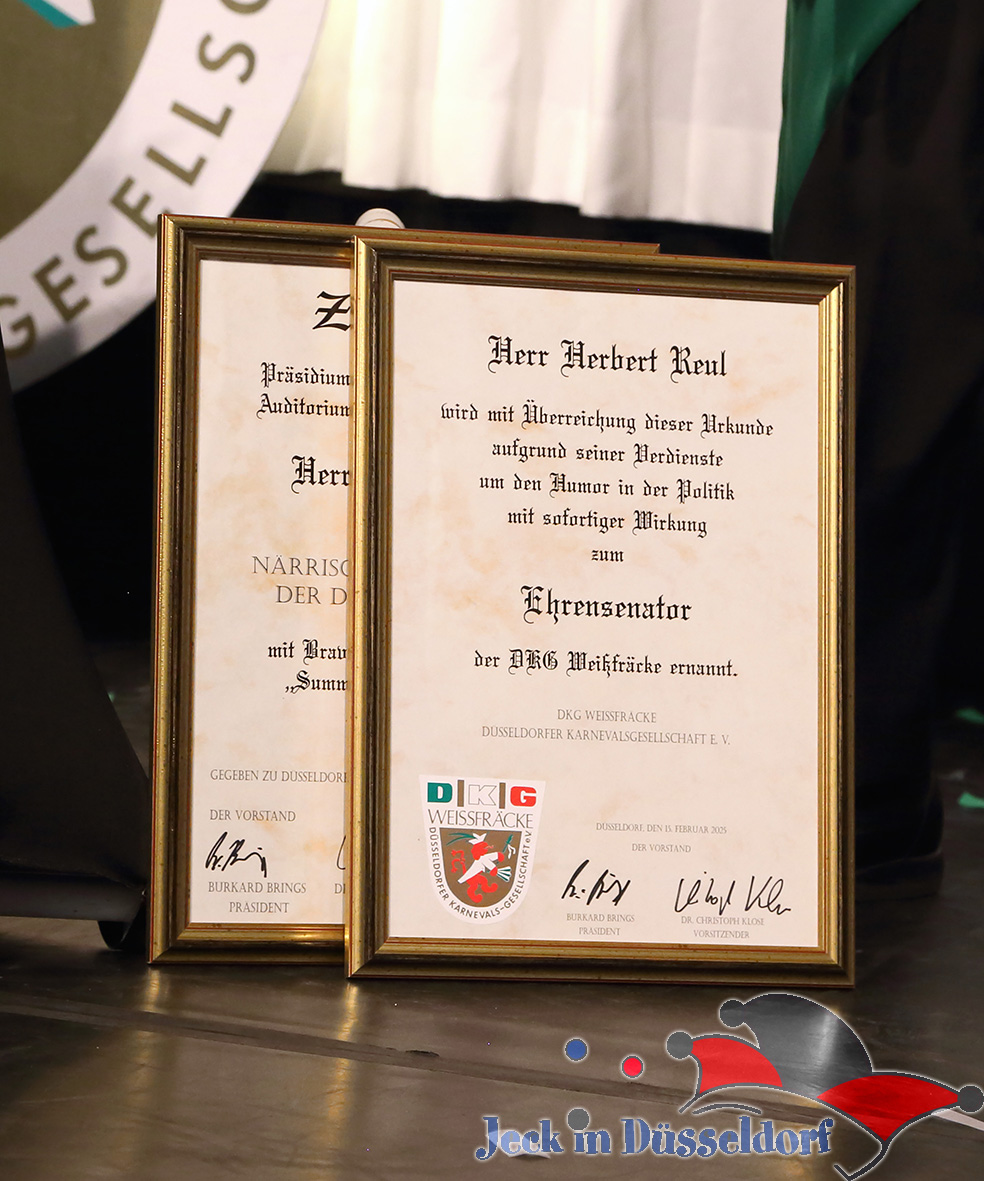 GESELLSC
Z
Präsidium
Auditorium
Herr
NÄRRISC
DER D
mit Brav
„Summ
GEGEBEN ZU DÜSSELDORF
DER VORSTAND
BURKARD BRINGS
PRÄSIDENT
Herr Herbert Reul
wird mit Überreichung dieser Urkunde
aufgrund seiner Verdienste
um den Humor in der Politik
mit sofortiger Wirkung
zum
Ehrensenator
der DKG Weißfräcke ernannt.
DKG WEISSFRÄCKE
DÜSSELDORFER KARNEVALSGESELLSCHAFT E. V.
D|K|G
WEISSFRÄCKE
DÜSSELDORFER KARNEVALS-GESELLSCHAFT e.V.
DÜSSELDORF, DEN 15. FEBRUAR 2025
DER VORSTAND
BURKARD BRINGS
PRÄSIDENT
DR. CHRISTOPH KLOSE
VORSITZENDER
Jeck in Düsseldorf